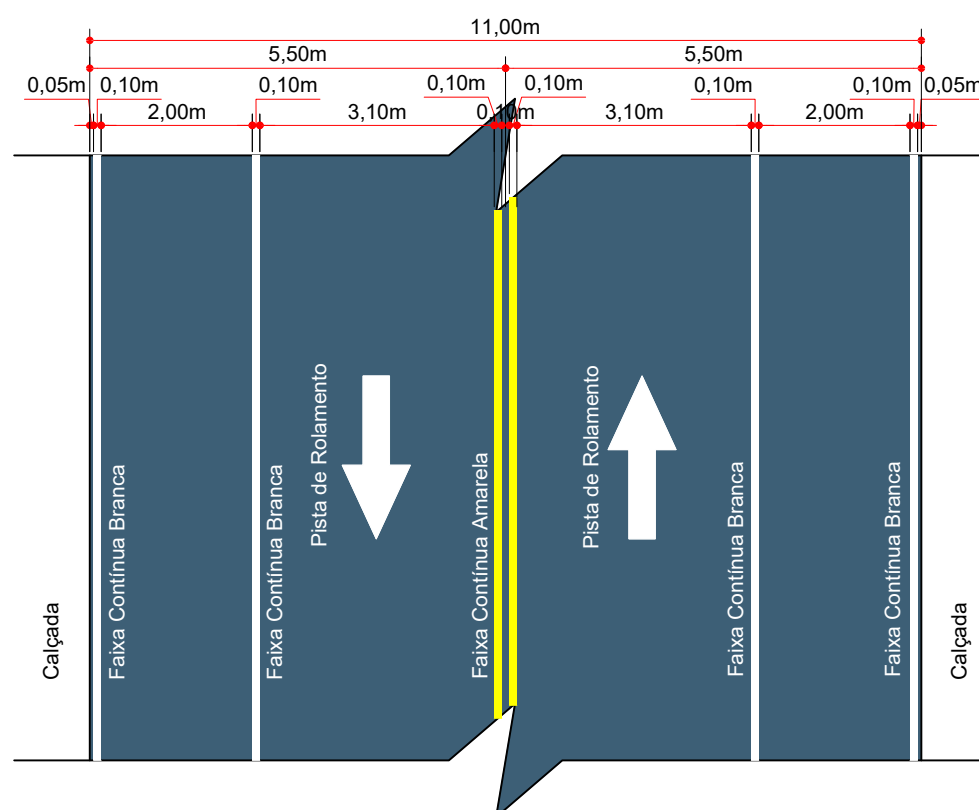 11,00m
5,50m
5,50m
0,05m
0,10m
0,10m
0,10m
0,10m
0,10m
0,10m
0,05m
2,00m
3,10m
0,10m
3,10m
2,00m
Calçada
Faixa Contínua Branca
Faixa Contínua Branca
Pista de Rolamento
Faixa Contínua Amarela
Pista de Rolamento
Faixa Contínua Branca
Faixa Contínua Branca
Calçada